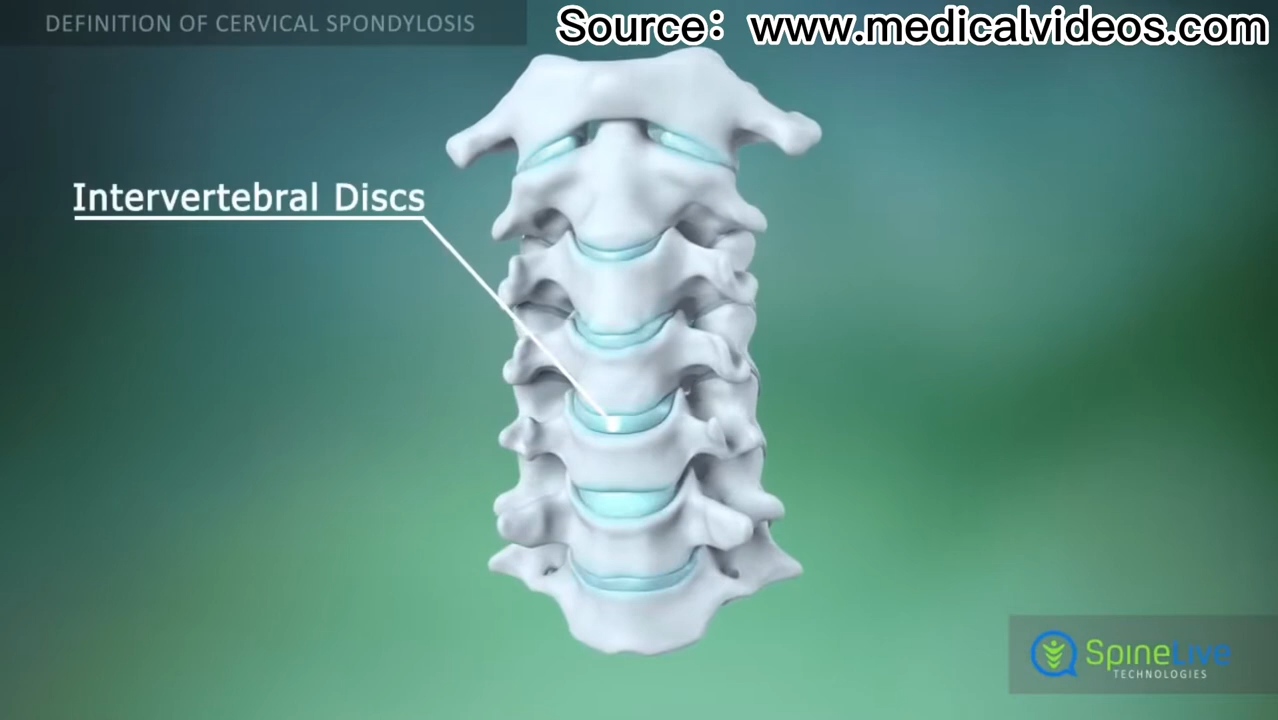 DEFINITION OF CERVICAL SPONDYLOSIS
Source：www.medicalvideos.com
Intervertebral Discs
SpineLive
TECHNOLOGIES